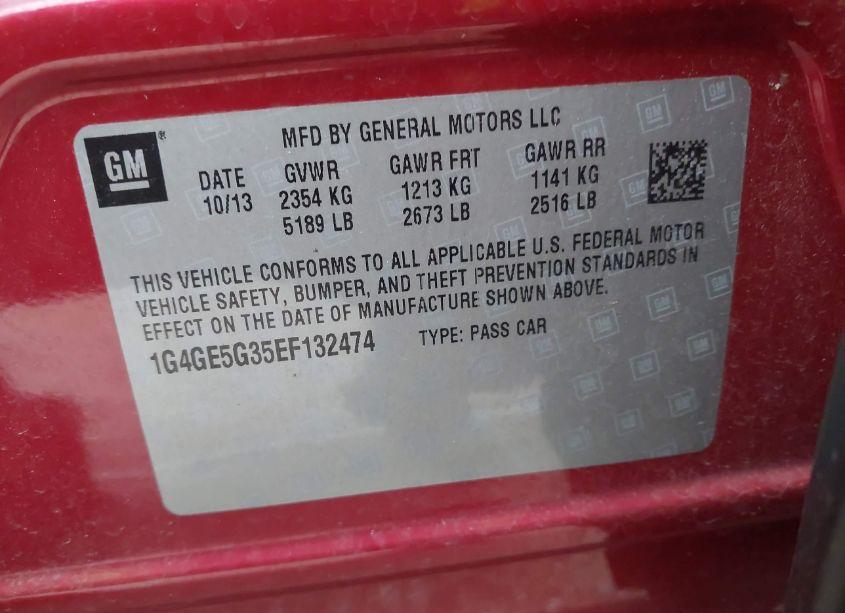 GM ®
MFD BY GENERAL MOTORS LLC
DATE GVWR GAWR FRT GAWR RR
10/13 2354 KG 1213 KG 1141 KG
5189 LB 2673 LB 2516 LB
THIS VEHICLE CONFORMS TO ALL APPLICABLE U.S. FEDERAL MOTOR
VEHICLE SAFETY, BUMPER, AND THEFT PREVENTION STANDARDS IN
EFFECT ON THE DATE OF MANUFACTURE SHOWN ABOVE.
1G4GE5G35EF132474 TYPE: PASS CAR